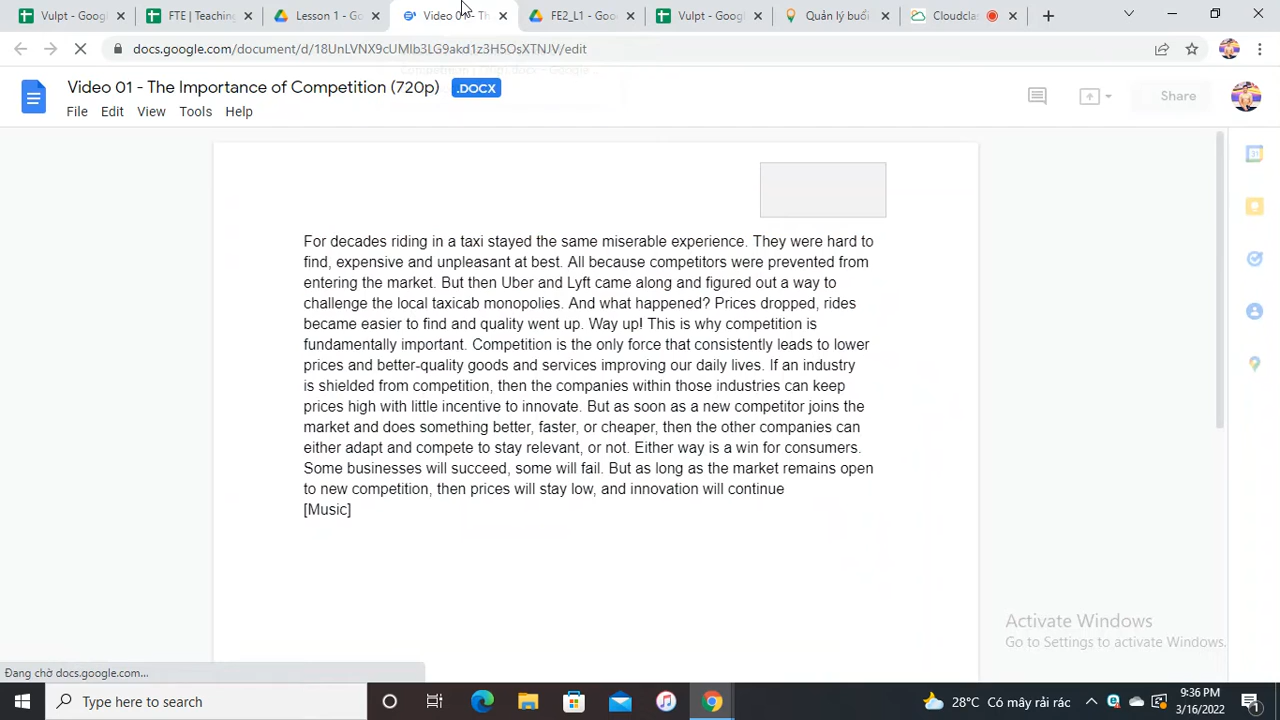 Vulpt - Googl
FTE | Teaching
Lesson 1 - Go
Video 01 - Th
FE2_L1 - Goo
Vulpt - Googl
Quản lý buổi
Cloudclas
docs.google.com/document/d/18UnLVNX9cUMIb3LG9akd1z3H5OsXTNJV/edit
Video 01 - The Importance of Competition (720p)
.DOCX
File Edit View Tools Help
Share
For decades riding in a taxi stayed the same miserable experience. They were hard to
find, expensive and unpleasant at best. All because competitors were prevented from
entering the market. But then Uber and Lyft came along and figured out a way to
challenge the local taxicab monopolies. And what happened? Prices dropped, rides
became easier to find and quality went up. Way up! This is why competition is
fundamentally important. Competition is the only force that consistently leads to lower
prices and better-quality goods and services improving our daily lives. If an industry
is shielded from competition, then the companies within those industries can keep
prices high with little incentive to innovate. But as soon as a new competitor joins the
market and does something better, faster, or cheaper, then the other companies can
either adapt and compete to stay relevant, or not. Either way is a win for consumers.
Some businesses will succeed, some will fail. But as long as the market remains open
to new competition, then prices will stay low, and innovation will continue
[Music]
Activate Windows
Go to Settings to activate Windows.
Đang chờ docs.google.com...
Type here to search
28°C Có mây rải rác
9:36 PM
3/16/2022